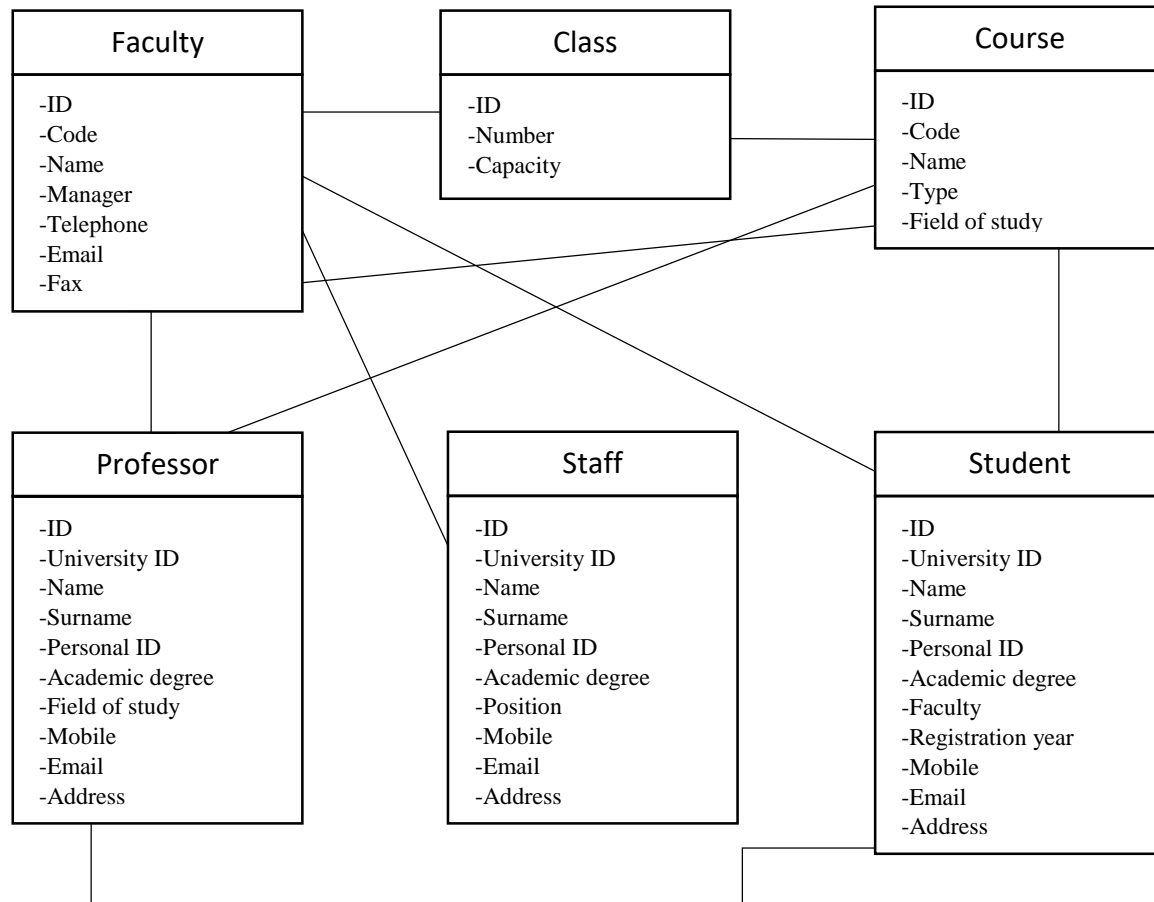 Faculty
-ID
-Code
-Name
-Manager
-Telephone
-Email
-Fax
Class
-ID
-Number
-Capacity
Course
-ID
-Code
-Name
-Type
-Field of study
Professor
-ID
-University ID
-Name
-Surname
-Personal ID
-Academic degree
-Field of study
-Mobile
-Email
-Address
Staff
-ID
-University ID
-Name
-Surname
-Personal ID
-Academic degree
-Position
-Mobile
-Email
-Address
Student
-ID
-University ID
-Name
-Surname
-Personal ID
-Academic degree
-Faculty
-Registration year
-Mobile
-Email
-Address